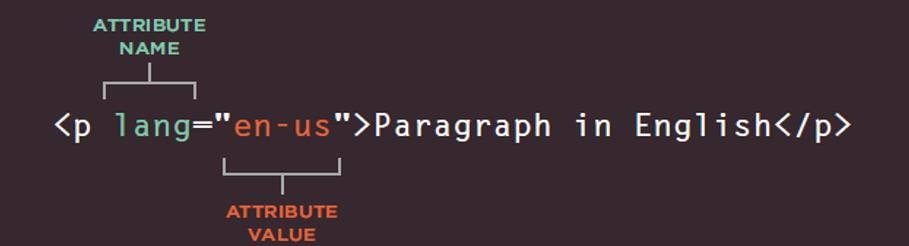 ATTRIBUTE
NAME
<p lang="en-us">Paragraph in English</p>
ATTRIBUTE
VALUE